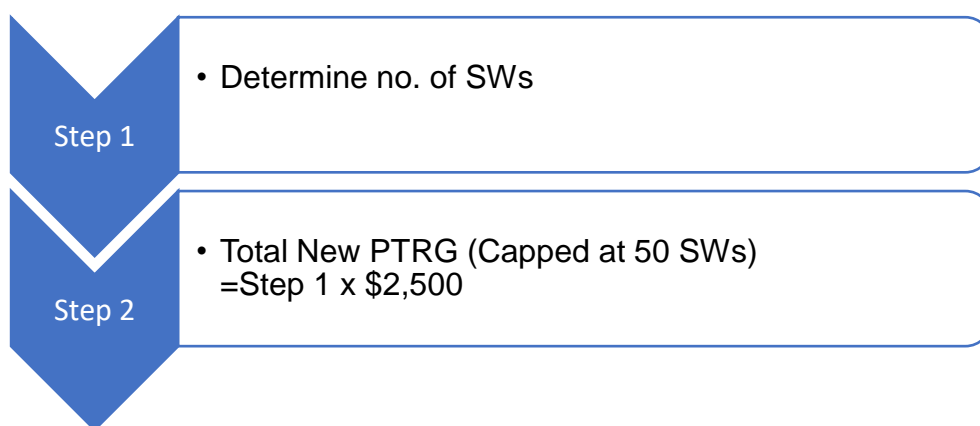 Step 1
• Determine no. of SWs
Step 2
• Total New PTRG (Capped at 50 SWs)
=Step 1 x $2,500